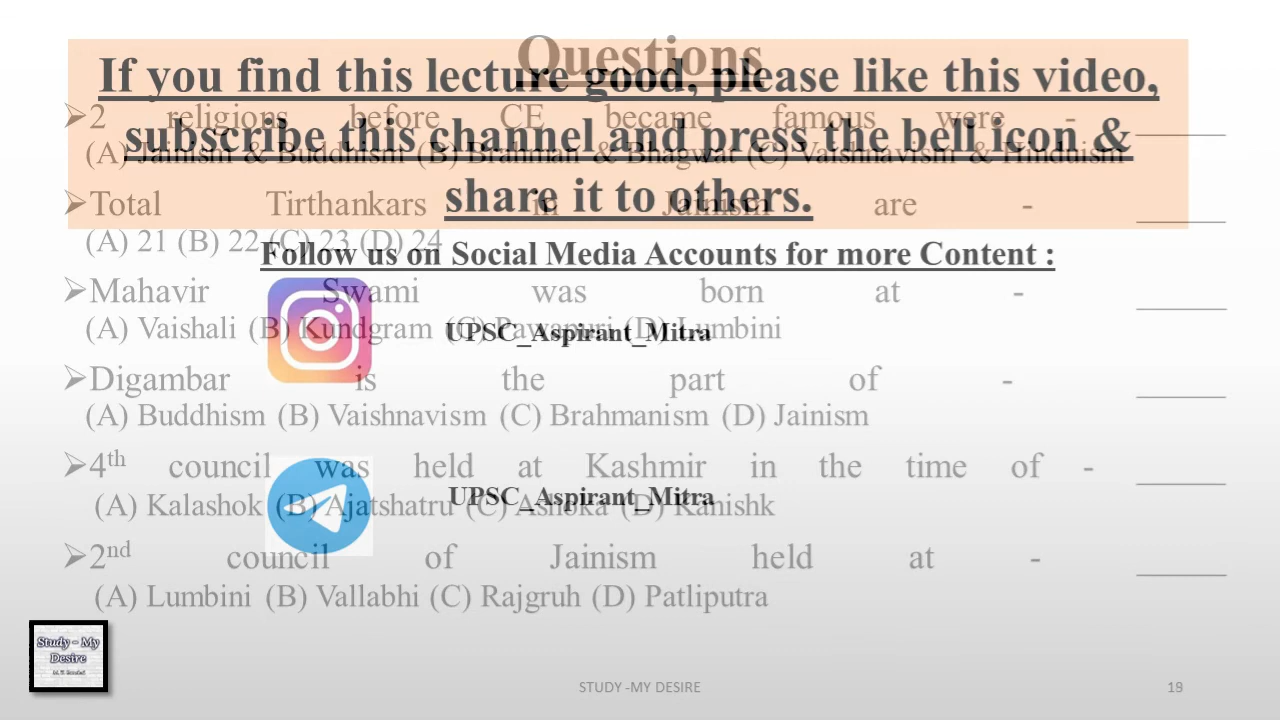 Questions
If you find this lecture good, please like this video,
subscribe this channel and press the bell icon &
share it to others.
➢2 religions before CE became famous were - ______
(A) Jainism & Buddhism (B) Brahman & Bhagwat (C) Vaishnavism & Hinduism
➢Total Tirthankars in Jainism are - ______
(A) 21 (B) 22 (C) 23 (D) 24
Follow us on Social Media Accounts for more Content :
➢Mahavir Swami was born at - ______
(A) Vaishali (B) Kundgram (C) Pawapuri (D) Lumbini
UPSC_Aspirant_Mitra
➢Digambar is the part of - ______
(A) Buddhism (B) Vaishnavism (C) Brahmanism (D) Jainism
➢4th council was held at Kashmir in the time of - ______
(A) Kalashok (B) Ajatshatru (C) Ashoka (D) Kanishk
UPSC_Aspirant_Mitra
➢2nd council of Jainism held at - ______
(A) Lumbini (B) Vallabhi (C) Rajgruh (D) Patliputra
Study - My
Desire
STUDY -MY DESIRE
19